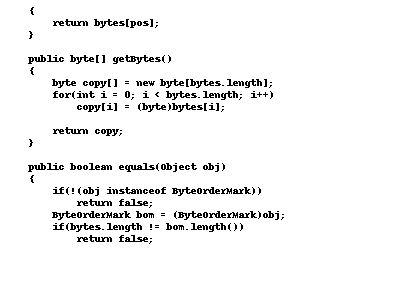 {
    return bytes[pos];
}

public byte[] getBytes()
{
    byte copy[] = new byte[bytes.length];
    for(int i = 0; i < bytes.length; i++)
        copy[i] = (byte)bytes[i];

    return copy;
}

public boolean equals(Object obj)
{
    if(!(obj instanceof ByteOrderMark))
        return false;
    ByteOrderMark bom = (ByteOrderMark)obj;
    if(bytes.length != bom.length())
        return false;